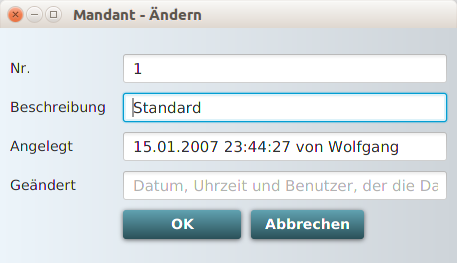 Mandant - Ändern
Nr. 1
Beschreibung Standard
Angelegt 15.01.2007 23:44:27 von Wolfgang
Geändert Datum, Uhrzeit und Benutzer, der die Da
OK Abbrechen